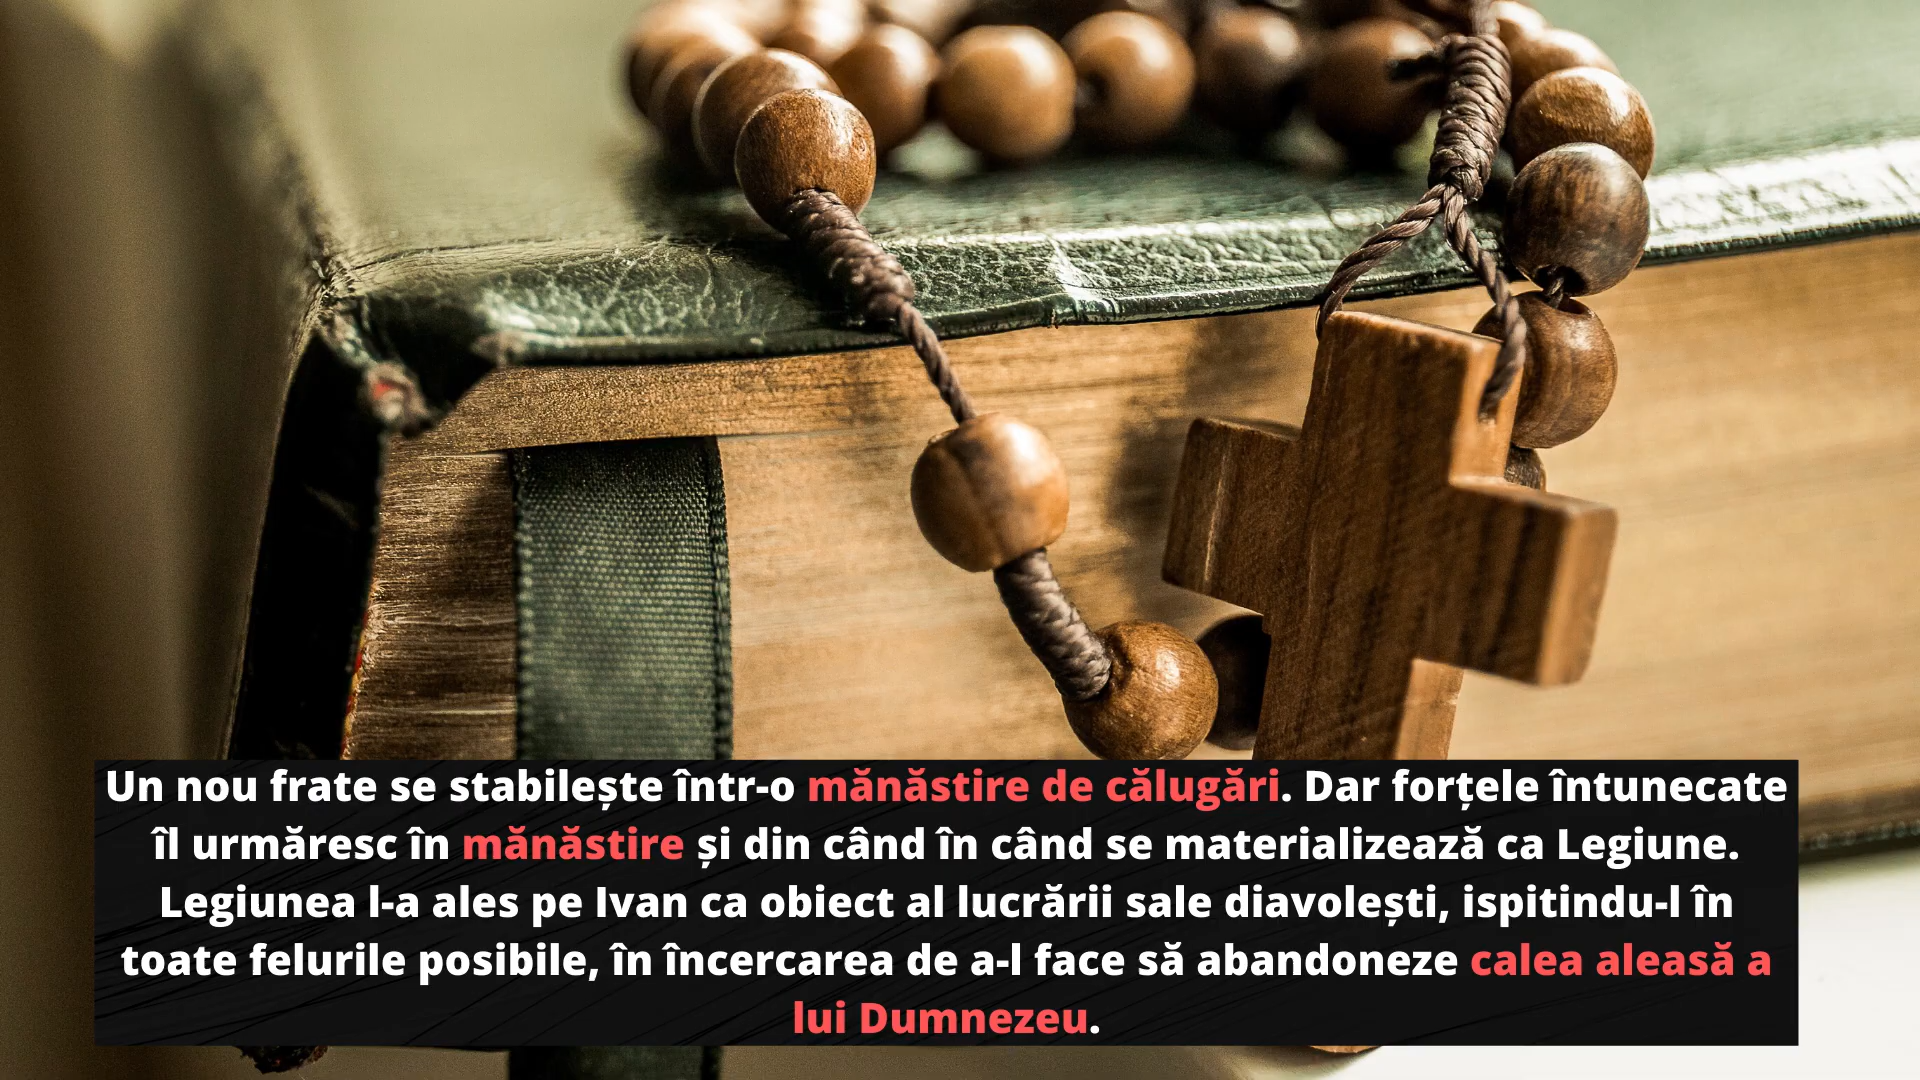 Un nou frate se stabilește într-o mănăstire de călugări. Dar forțele întunecate
îl urmăresc în mănăstire și din când în când se materializează ca Legiune.
Legiunea l-a ales pe Ivan ca obiect al lucrării sale diavolești, ispitindu-l în
toate felurile posibile, în încercarea de a-l face să abandoneze calea aleasă a
lui Dumnezeu.